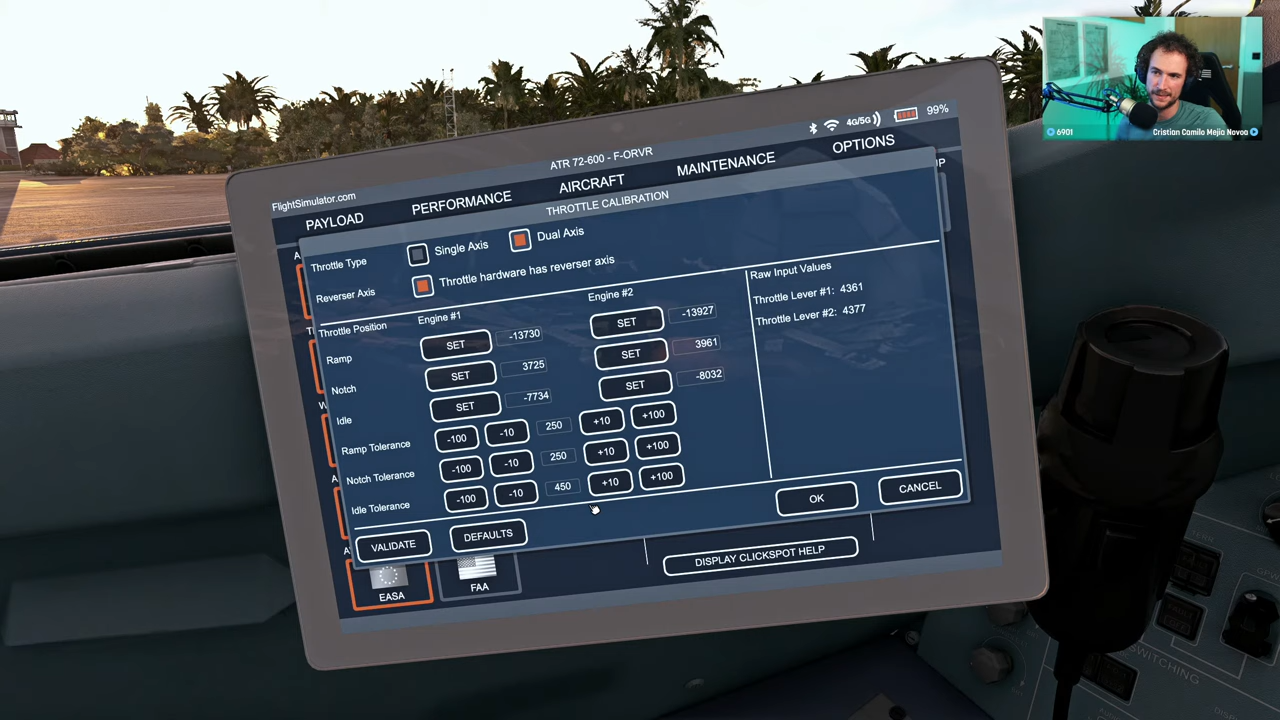 6901 Cristian Camilo Mejia Novoa
ATR 72-600 - F-ORVR
4G/5G 99%
FlightSimulator.com
PAYLOAD PERFORMANCE AIRCRAFT MAINTENANCE OPTIONS
THROTTLE CALIBRATION
Throttle Type Single Axis Dual Axis
Reverser Axis Throttle hardware has reverser axis
Throttle Position Engine #1 Engine #2
Ramp SET -13730 SET -13927
Notch SET 3725 SET 3961
Idle SET -7734 SET -8032
Ramp Tolerance -100 -10 250 +10 +100
Notch Tolerance -100 -10 250 +10 +100
Idle Tolerance -100 -10 450 +10 +100
Raw Input Values
Throttle Lever #1: 4361
Throttle Lever #2: 4377
VALIDATE DEFAULTS OK CANCEL
DISPLAY CLICKSPOT HELP
EASA FAA
SWITCHING